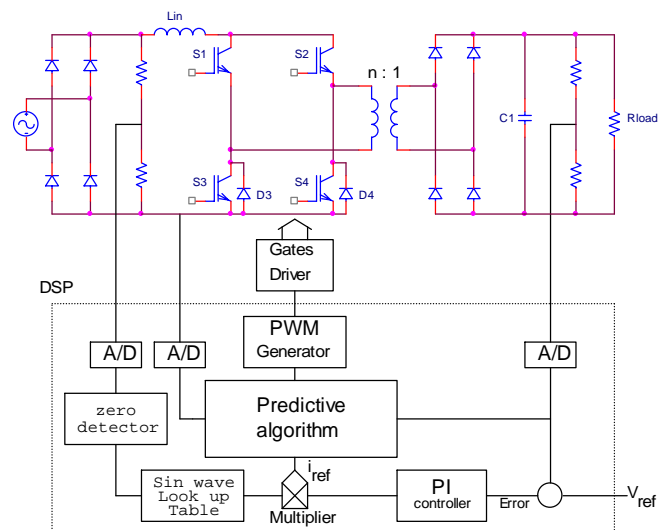 Lin
S1
S2
n : 1
C1
Rload
S3
D3
S4
D4
Gates
Driver
DSP
A/D
A/D
PWM
Generator
A/D
zero
detector
Predictive
algorithm
iref
Sin wave
Look up
Table
Multiplier
PI
controller
Error
Vref